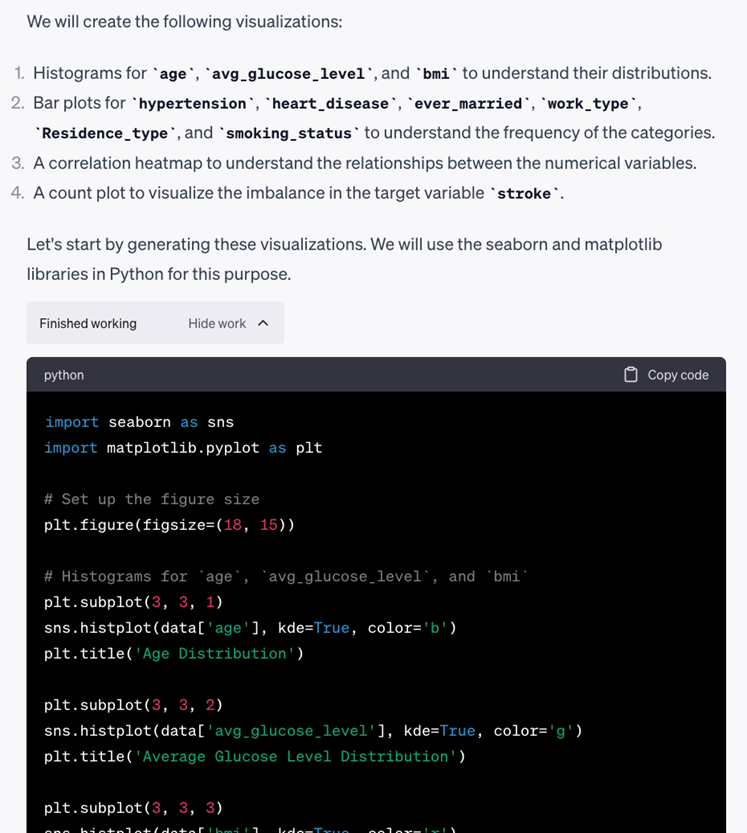 We will create the following visualizations:
1. Histograms for `age`, `avg_glucose_level`, and `bmi` to understand their distributions.
2. Bar plots for `hypertension`, `heart_disease`, `ever_married`, `work_type`,
`Residence_type`, and `smoking_status` to understand the frequency of the categories.
3. A correlation heatmap to understand the relationships between the numerical variables.
4. A count plot to visualize the imbalance in the target variable `stroke`.
Let's start by generating these visualizations. We will use the seaborn and matplotlib
libraries in Python for this purpose.
Finished working Hide work
python Copy code
import seaborn as sns
import matplotlib.pyplot as plt
# Set up the figure size
plt.figure(figsize=(18, 15))
# Histograms for `age`, `avg_glucose_level`, and `bmi`
plt.subplot(3, 3, 1)
sns.histplot(data['age'], kde=True, color='b')
plt.title('Age Distribution')
plt.subplot(3, 3, 2)
sns.histplot(data['avg_glucose_level'], kde=True, color='g')
plt.title('Average Glucose Level Distribution')
plt.subplot(3, 3, 3)
sns.histplot(data['bmi'], kde=True, color='r')